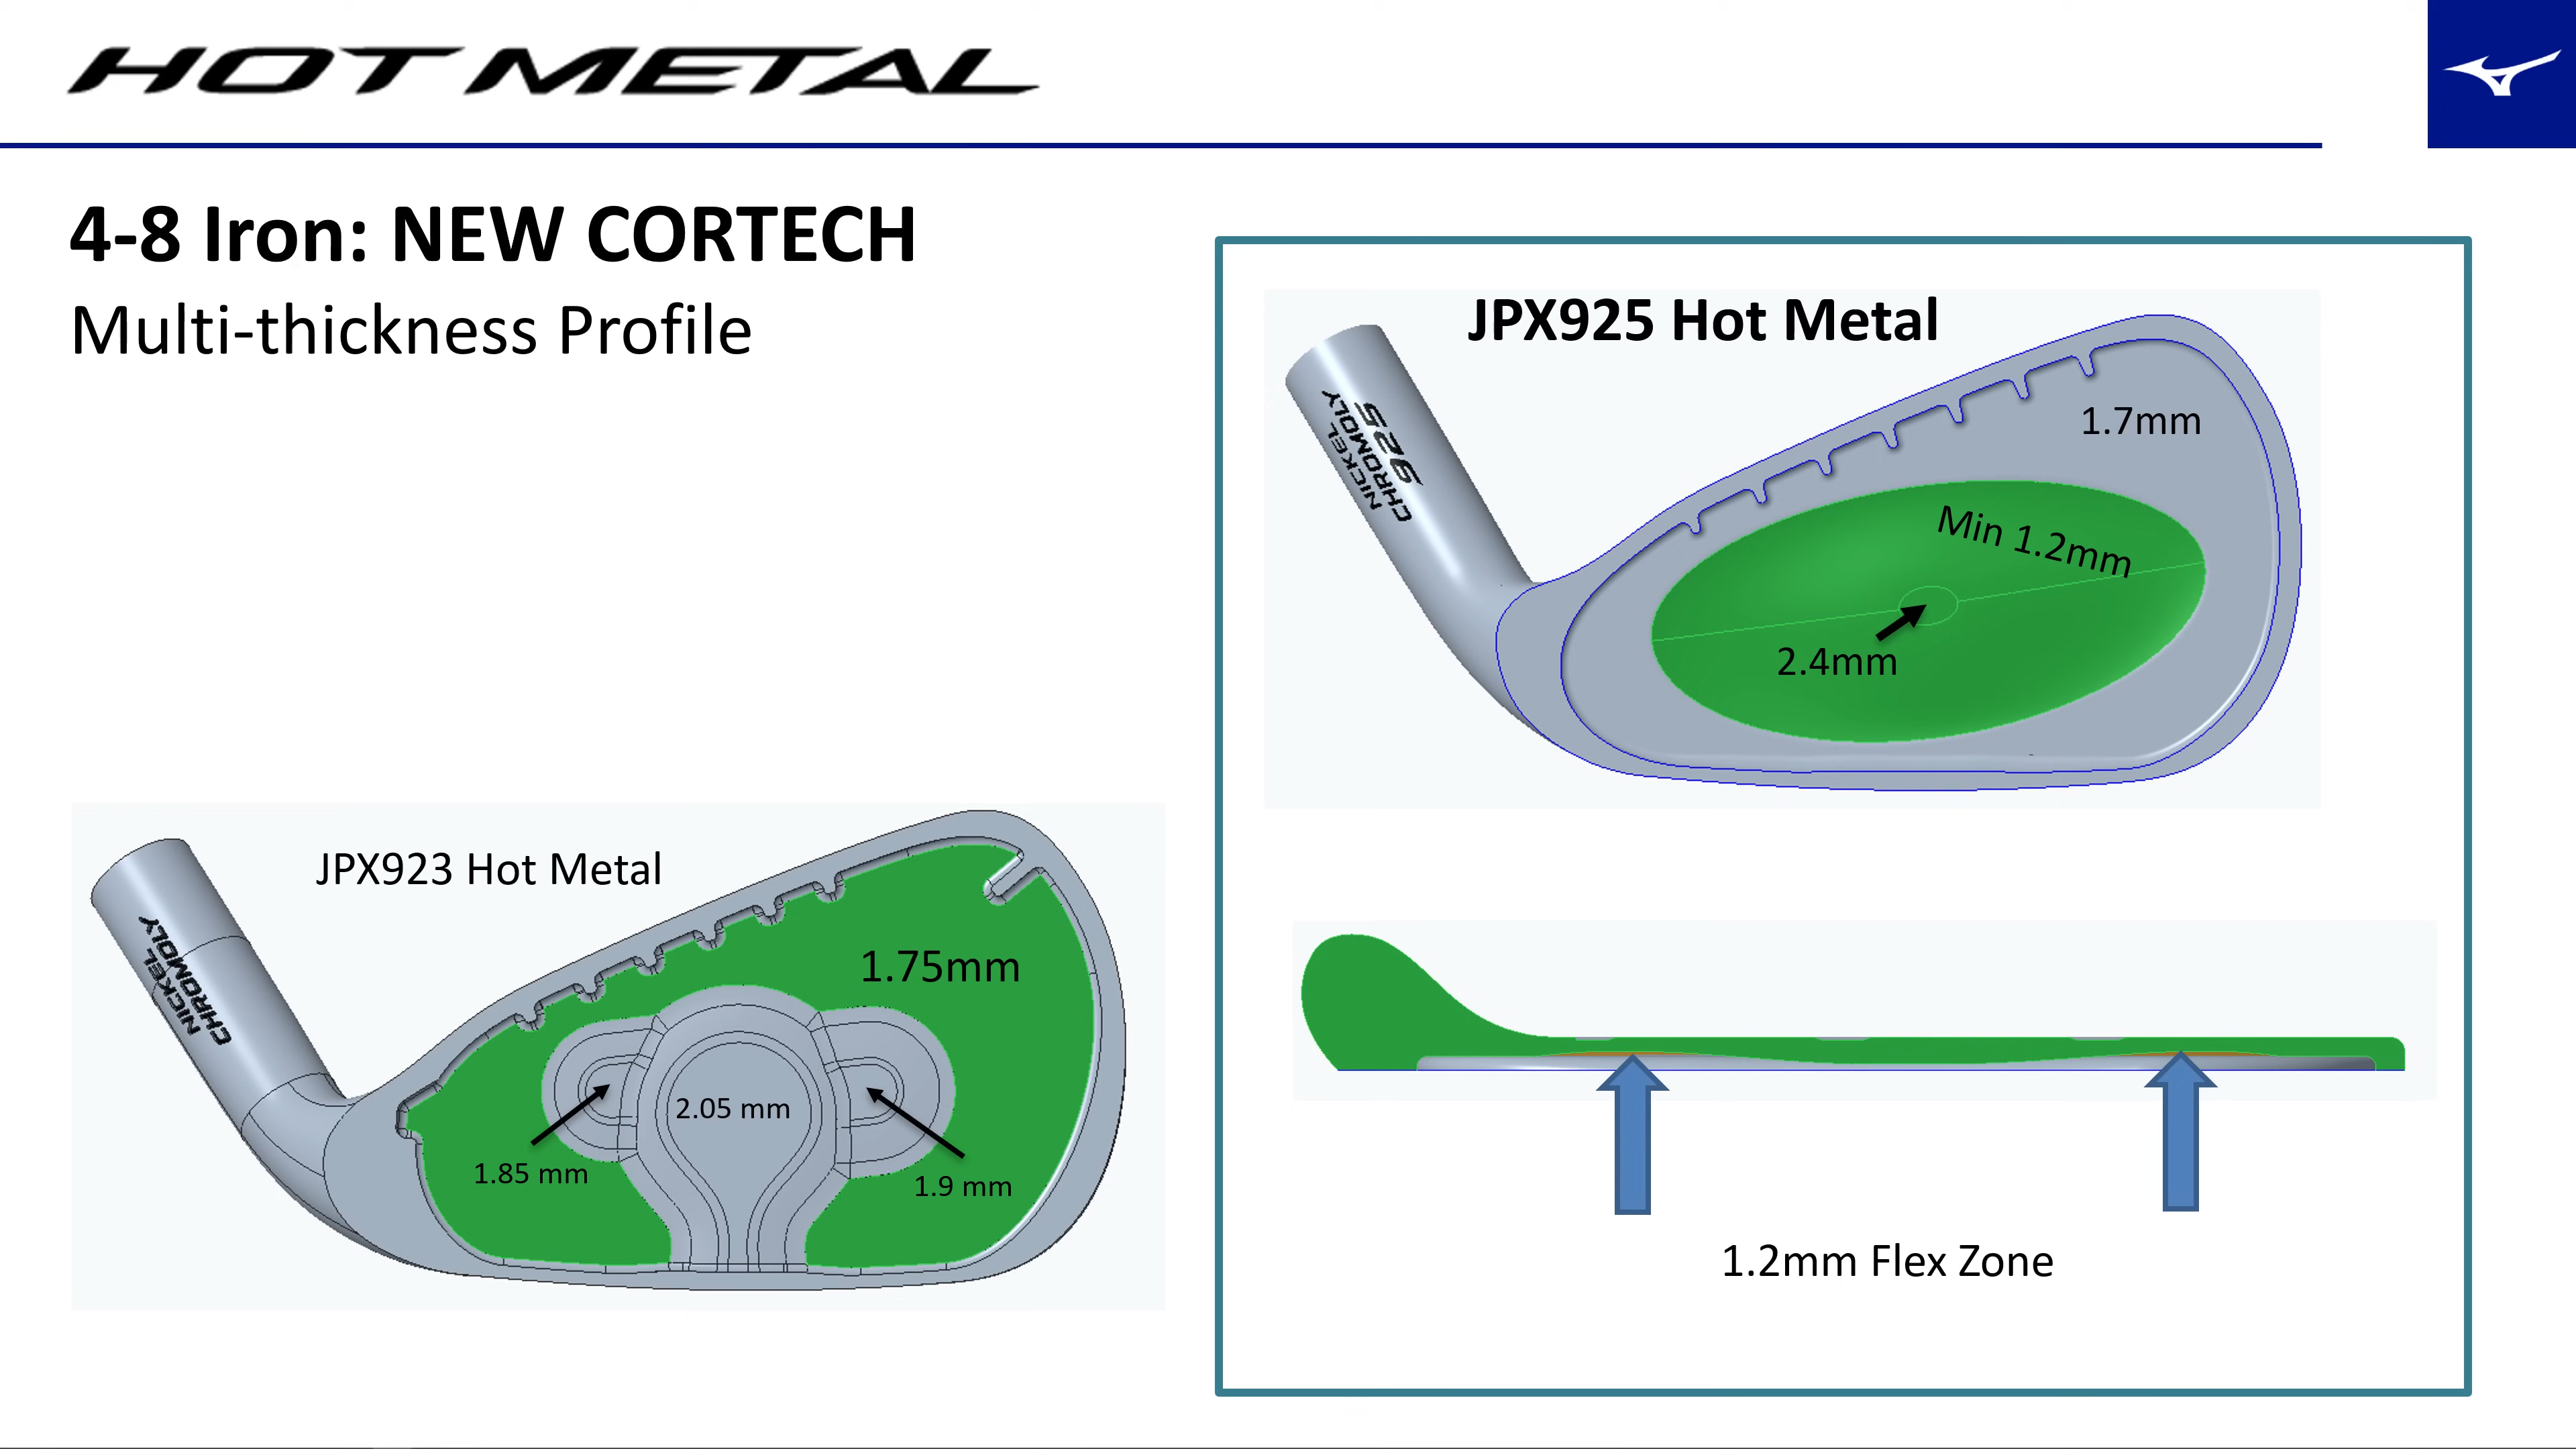 HOT METAL
4-8 Iron: NEW CORTECH
Multi-thickness Profile
JPX923 Hot Metal
NICKEL
CHROMOLY
1.75mm
2.05 mm
1.85 mm
1.9 mm
JPX925 Hot Metal
925
NICKEL
CHROMOLY
1.7mm
Min 1.2mm
2.4mm
1.2mm Flex Zone